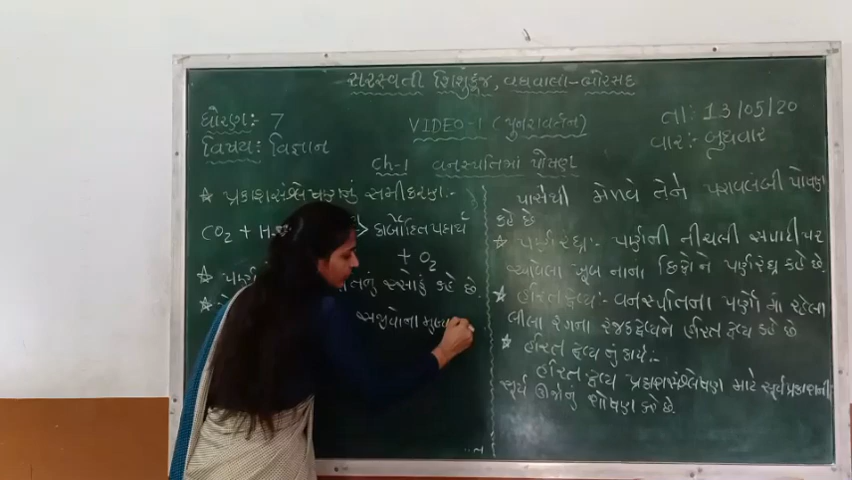 સરસ્વતી શિશુકુંજ, વઘવાલા-બોરસદ
ધોરણ:- 7
VIDEO-1 (પુનરાવર્તન)
તા: 13/05/20
વિષય: વિજ્ઞાન
વાર:- બુધવાર
Ch-1 વનસ્પતિમાં પોષણ
☆ પ્રકાશસંશ્લેષણનું સમીકરણ:-
CO2 + H > કાર્બોદિત પદાર્થ
+ O2
☆ પર્ણ રસોડું કહે છે.
☆
સજીવોના મૂલ્ય
પાસેથી મેળવે તેને પરાવલંબી પોષણ
કહે છે.
☆ પર્ણરંધ્ર:- પર્ણની નીચલી સપાટી પર
આવેલા ખૂબ નાના છિદ્રોને પર્ણરંધ્ર કહે છે.
☆ હરિત દ્રવ્ય:- વનસ્પતિના પર્ણો માં રહેલા
લીલા રંગના રંજકદ્રવ્યને હરિત દ્રવ્ય કહે છે
☆ હરિત દ્રવ્ય નું કાર્ય:-
હરિત દ્રવ્ય પ્રકાશસંશ્લેષણ માટે સૂર્યપ્રકાશની
સૂર્ય ઊર્જાનું શોષણ કરે છે.